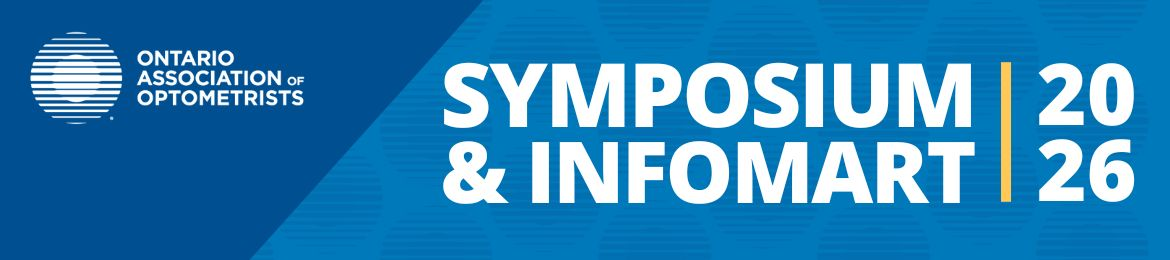 ONTARIO
ASSOCIATION OF
OPTOMETRISTS
SYMPOSIUM
& INFOMART
20
26